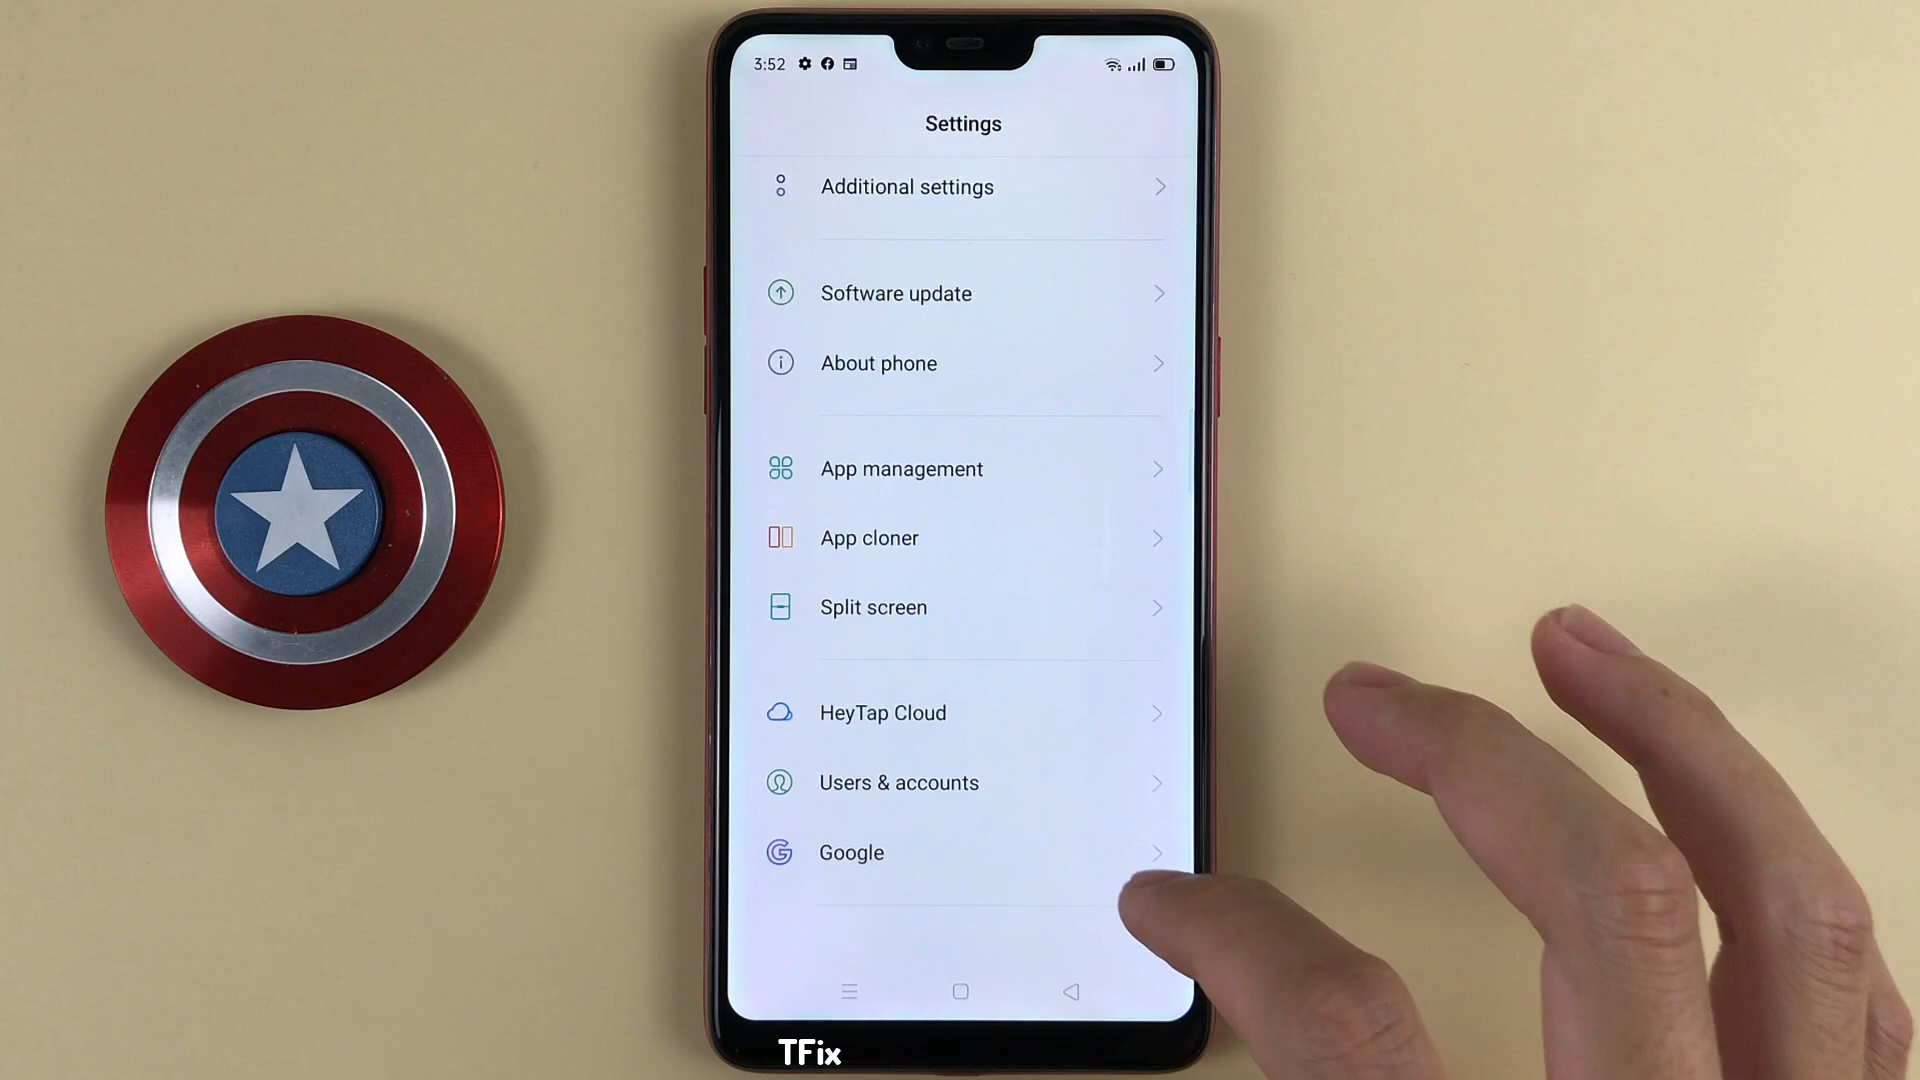 3:52
Settings
Additional settings
Software update
About phone
App management
App cloner
Split screen
HeyTap Cloud
Users & accounts
Google
TFix